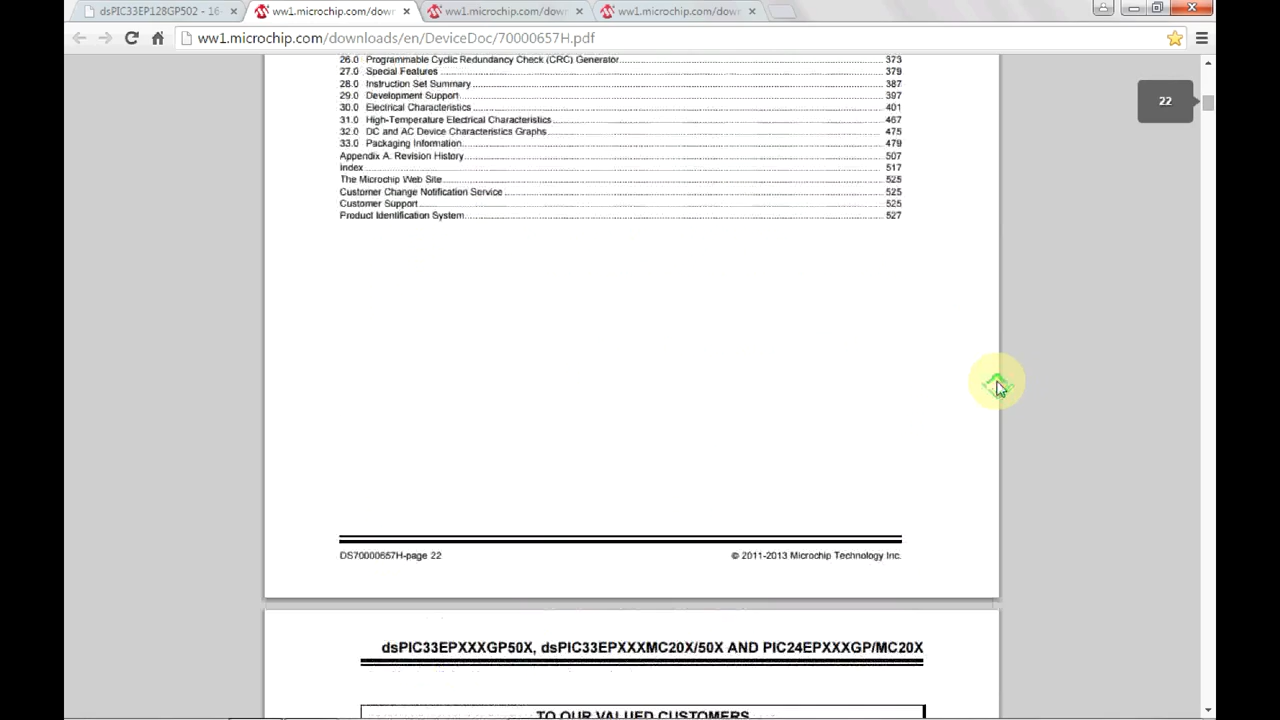 dsPIC33EP128GP502 - 16-
ww1.microchip.com/down
ww1.microchip.com/down
ww1.microchip.com/down
ww1.microchip.com/downloads/en/DeviceDoc/70000657H.pdf
26.0 Programmable Cyclic Redundancy Check (CRC) Generator 373
27.0 Special Features 379
28.0 Instruction Set Summary 387
29.0 Development Support 397
30.0 Electrical Characteristics 401
31.0 High-Temperature Electrical Characteristics 467
32.0 DC and AC Device Characteristics Graphs 475
33.0 Packaging Information 479
Appendix A. Revision History 507
Index 517
The Microchip Web Site 525
Customer Change Notification Service 525
Customer Support 525
Product Identification System 527
22
DS70000657H-page 22
© 2011-2013 Microchip Technology Inc.
dsPIC33EPXXXGP50X, dsPIC33EPXXXMC20X/50X AND PIC24EPXXXGP/MC20X
TO OUR VALUED CUSTOMERS